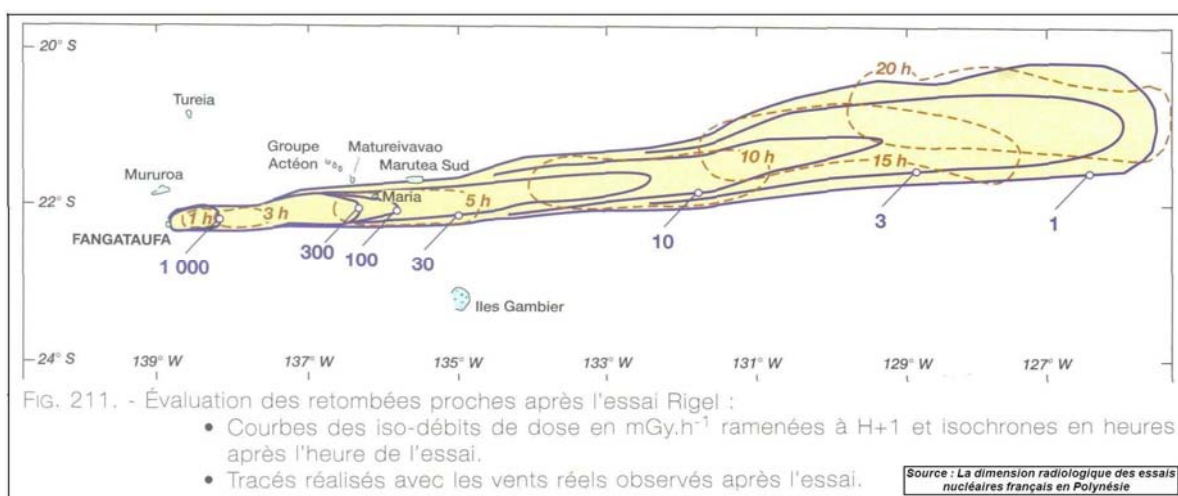 20° S
20 h
Tureia
Groupe
Actéon
Matureivavao
Marutea Sud
Mururoa
10 h
15 h
22° S
Maria
1 h
3 h
5 h
FANGATAUFA
1 000
300
100
30
10
3
1
Iles Gambier
24° S
139° W
137° W
135° W
133° W
131° W
129° W
127° W
FIG. 211. - Évaluation des retombées proches après l'essai Rigel :
• Courbes des iso-débits de dose en mGy.h⁻¹ ramenées à H+1 et isochrones en heures
après l'heure de l'essai.
• Tracés réalisés avec les vents réels observés après l'essai.
Source : La dimension radiologique des essais
nucléaires français en Polynésie